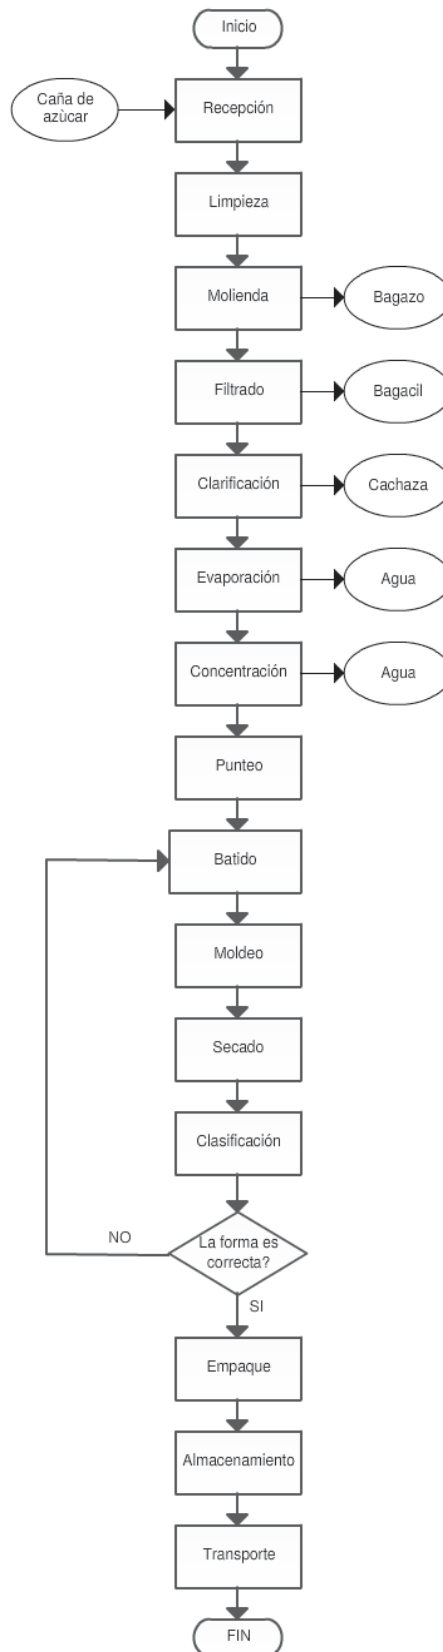 Inicio
Caña de
azùcar
Recepción
Limpieza
Molienda
Bagazo
Filtrado
Bagacil
Clarificación
Cachaza
Evaporación
Agua
Concentración
Agua
Punteo
Batido
Moldeo
Secado
Clasificación
NO
La forma es
correcta?
SI
Empaque
Almacenamiento
Transporte
FIN